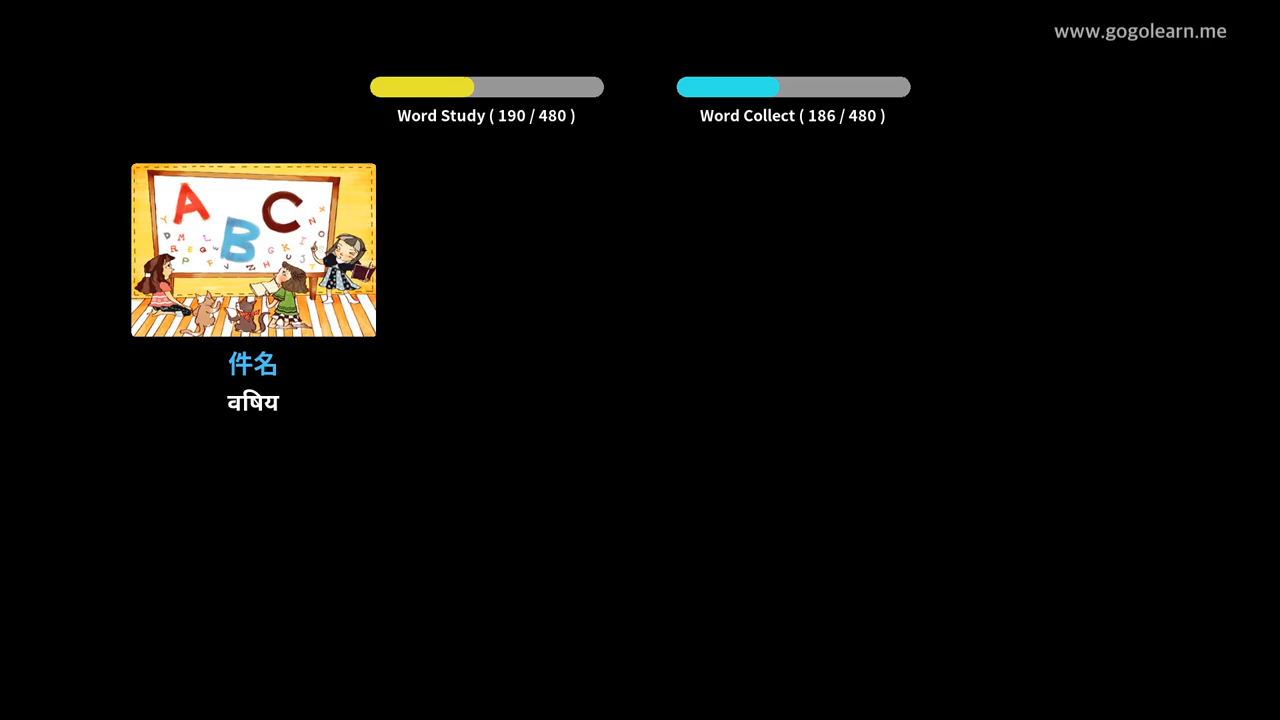 www.gogolearn.me
Word Study ( 190 / 480 )
Word Collect ( 186 / 480 )
A B C
件名
वषिय